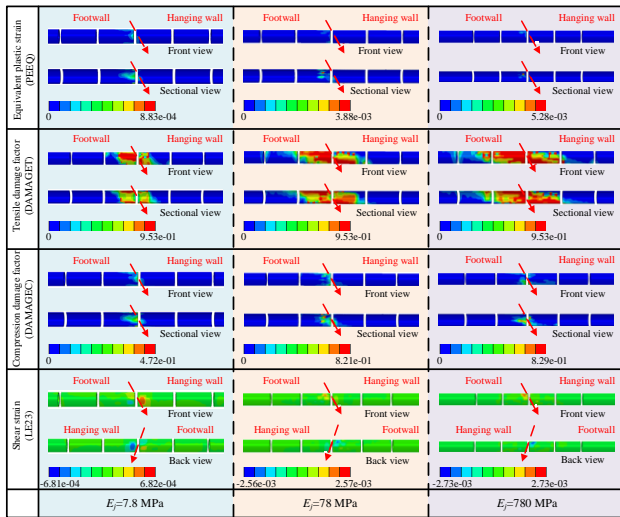 Equivalent plastic strain
(PEEQ)
Footwall Hanging wall
Front view
Sectional view
0 8.83e-04
Footwall Hanging wall
Front view
Sectional view
0 3.88e-03
Footwall Hanging wall
Front view
Sectional view
0 5.28e-03
Tensile damage factor
(DAMAGET)
Footwall Hanging wall
Front view
Sectional view
0 9.53e-01
Footwall Hanging wall
Front view
Sectional view
0 9.53e-01
Footwall Hanging wall
Front view
Sectional view
0 9.53e-01
Compression damage factor
(DAMAGEC)
Footwall Hanging wall
Front view
Sectional view
0 4.72e-01
Footwall Hanging wall
Front view
Sectional view
0 8.21e-01
Footwall Hanging wall
Front view
Sectional view
0 8.29e-01
Shear strain
(LE23)
Footwall Hanging wall
Front view
Hanging wall Footwall
Back view
-6.81e-04 6.82e-04
Footwall Hanging wall
Front view
Hanging wall Footwall
Back view
-2.56e-03 2.57e-03
Footwall Hanging wall
Front view
Hanging wall Footwall
Back view
-2.73e-03 2.73e-03
Ej=7.8 MPa
Ej=78 MPa
Ej=780 MPa